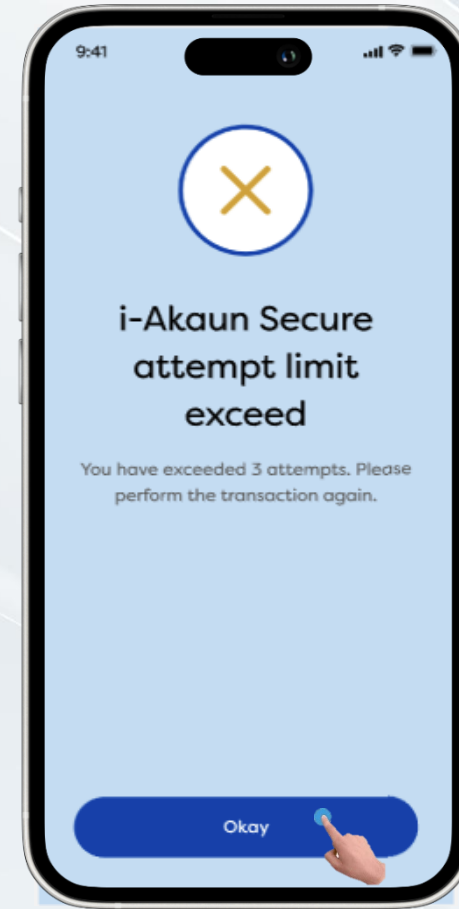 9:41
i-Akaun Secure
attempt limit
exceed
You have exceeded 3 attempts. Please
perform the transaction again.
Okay